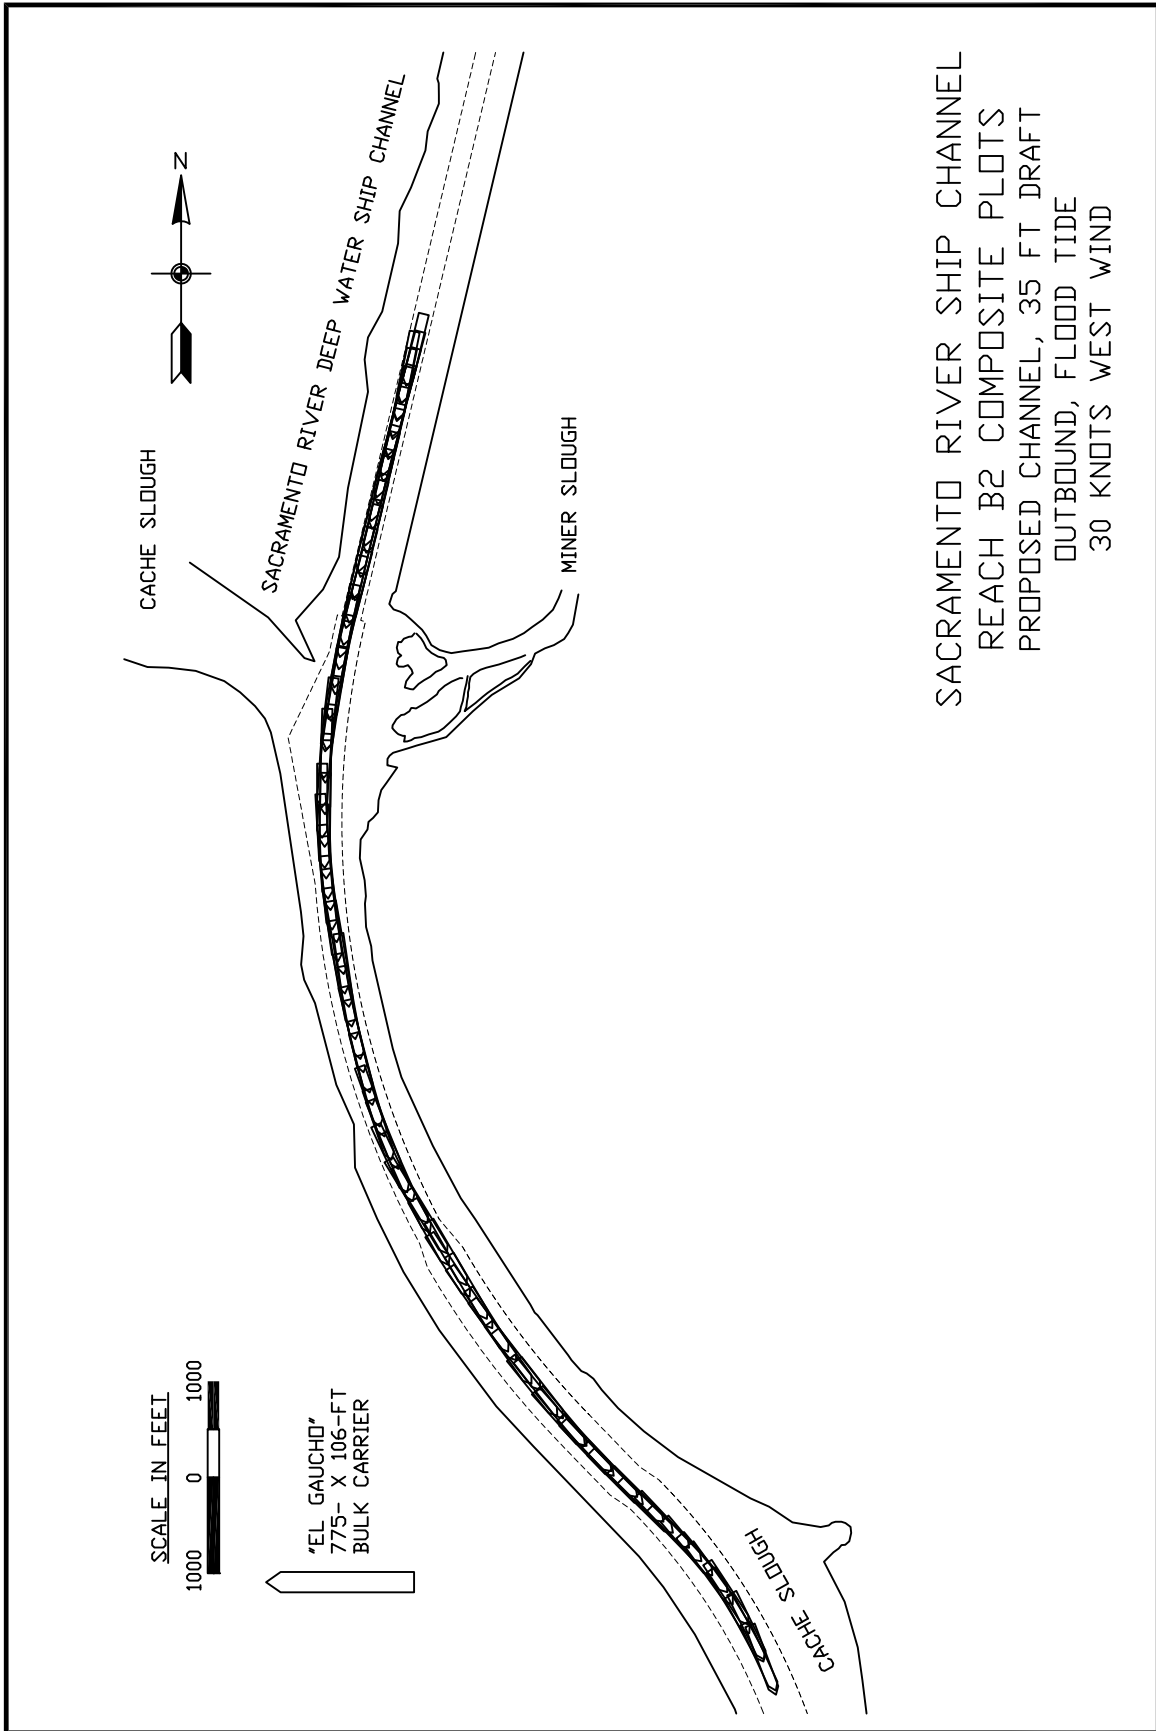 N
CACHE SLOUGH
SACRAMENTO RIVER DEEP WATER SHIP CHANNEL
MINER SLOUGH
SCALE IN FEET
1000 0 1000
"EL GAUCHO"
775- X 106-FT
BULK CARRIER
CACHE SLOUGH
SACRAMENTO RIVER SHIP CHANNEL
REACH B2 COMPOSITE PLOTS
PROPOSED CHANNEL, 35 FT DRAFT
OUTBOUND, FLOOD TIDE
30 KNOTS WEST WIND